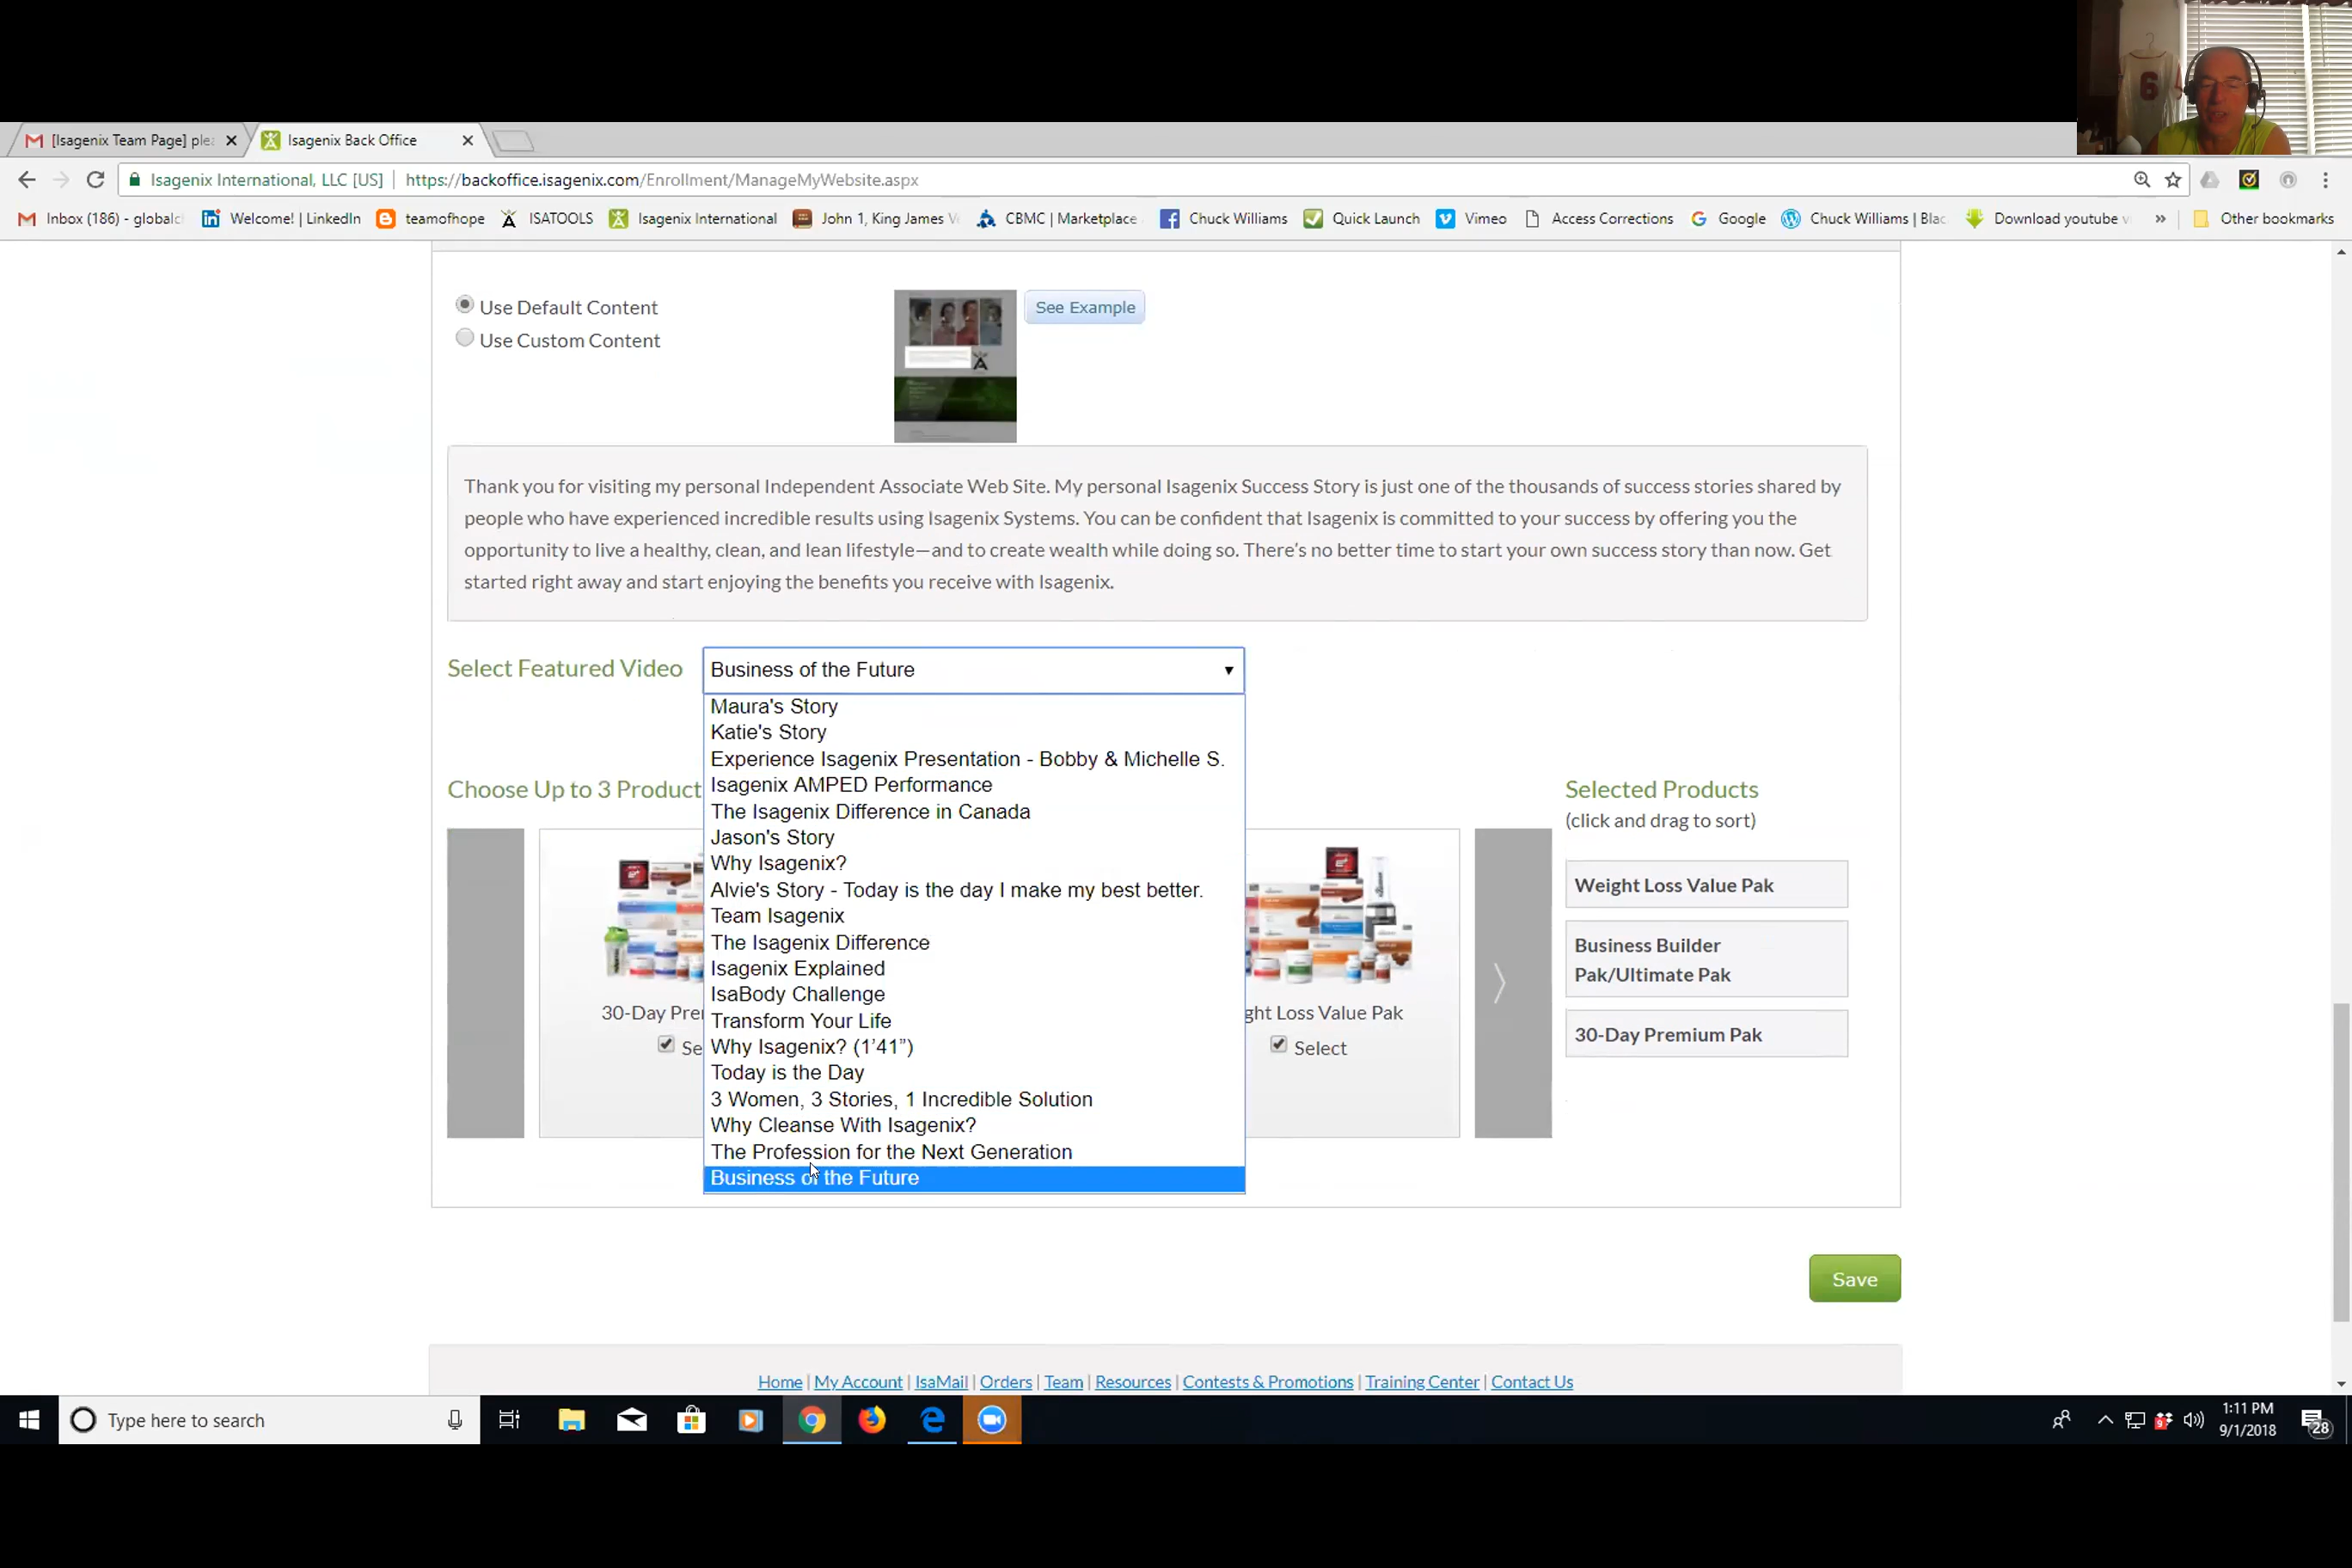 6
[Isagenix Team Page] ple
Isagenix Back Office
Isagenix International, LLC [US]
https://backoffice.isagenix.com/Enrollment/ManageMyWebsite.aspx
Inbox (186) - globalc
Welcome! | LinkedIn
teamofhope
ISATOOLS
Isagenix International
John 1, King James V
CBMC | Marketplace
Chuck Williams
Quick Launch
Vimeo
Access Corrections
Google
Chuck Williams | Blac
Download youtube v
»
Other bookmarks
Use Default Content
Use Custom Content
See Example
Thank you for visiting my personal Independent Associate Web Site. My personal Isagenix Success Story is just one of the thousands of success stories shared by
people who have experienced incredible results using Isagenix Systems. You can be confident that Isagenix is committed to your success by offering you the
opportunity to live a healthy, clean, and lean lifestyle—and to create wealth while doing so. There's no better time to start your own success story than now. Get
started right away and start enjoying the benefits you receive with Isagenix.
Select Featured Video
Business of the Future
Maura's Story
Katie's Story
Experience Isagenix Presentation - Bobby & Michelle S.
Isagenix AMPED Performance
The Isagenix Difference in Canada
Jason's Story
Why Isagenix?
Alvie's Story - Today is the day I make my best better.
Team Isagenix
The Isagenix Difference
Isagenix Explained
IsaBody Challenge
Transform Your Life
Why Isagenix? (1'41")
Today is the Day
3 Women, 3 Stories, 1 Incredible Solution
Why Cleanse With Isagenix?
The Profession for the Next Generation
Business of the Future
Choose Up to 3 Product
30-Day Prei
Se
ght Loss Value Pak
Select
Selected Products
(click and drag to sort)
Weight Loss Value Pak
Business Builder
Pak/Ultimate Pak
30-Day Premium Pak
Save
Home | My Account | IsaMail | Orders | Team | Resources | Contests & Promotions | Training Center | Contact Us
Type here to search
1:11 PM
9/1/2018
28